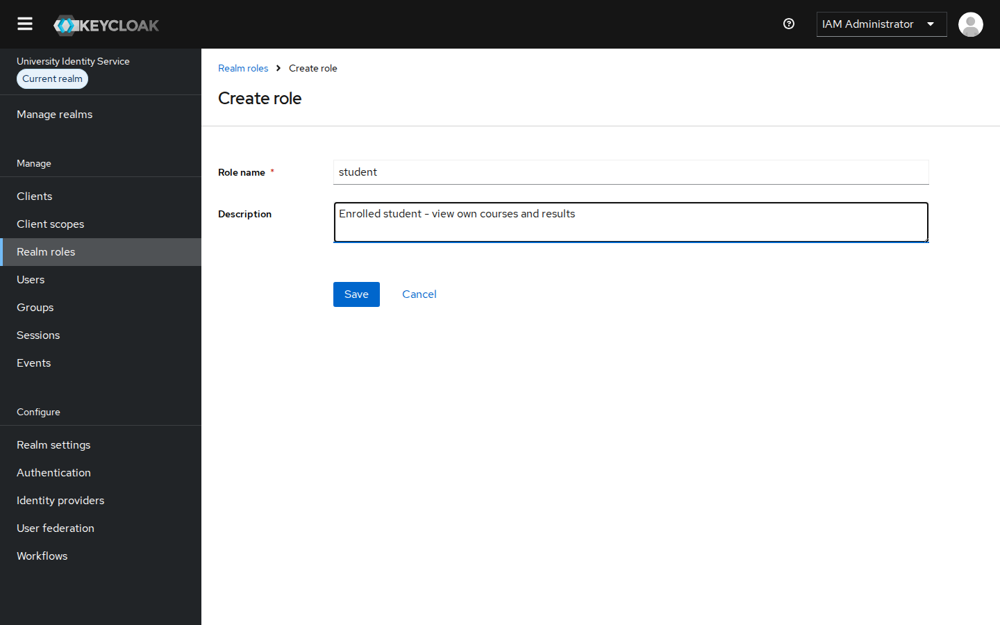 KEYCLOAK
IAM Administrator
University Identity Service
Current realm
Manage realms
Manage
Clients
Client scopes
Realm roles
Users
Groups
Sessions
Events
Configure
Realm settings
Authentication
Identity providers
User federation
Workflows
Realm roles > Create role
Create role
Role name *
student
Description
Enrolled student - view own courses and results
Save
Cancel